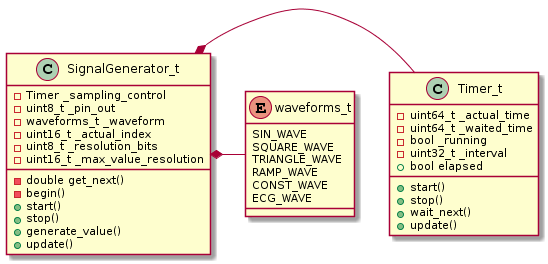 C SignalGenerator_t
Timer _sampling_control
uint8_t _pin_out
waveforms_t _waveform
uint16_t _actual_index
uint8_t _resolution_bits
uint16_t _max_value_resolution
double get_next()
begin()
start()
stop()
generate_value()
update()
E waveforms_t
SIN_WAVE
SQUARE_WAVE
TRIANGLE_WAVE
RAMP_WAVE
CONST_WAVE
ECG_WAVE
C Timer_t
uint64_t _actual_time
uint64_t _waited_time
bool _running
uint32_t _interval
bool elapsed
start()
stop()
wait_next()
update()